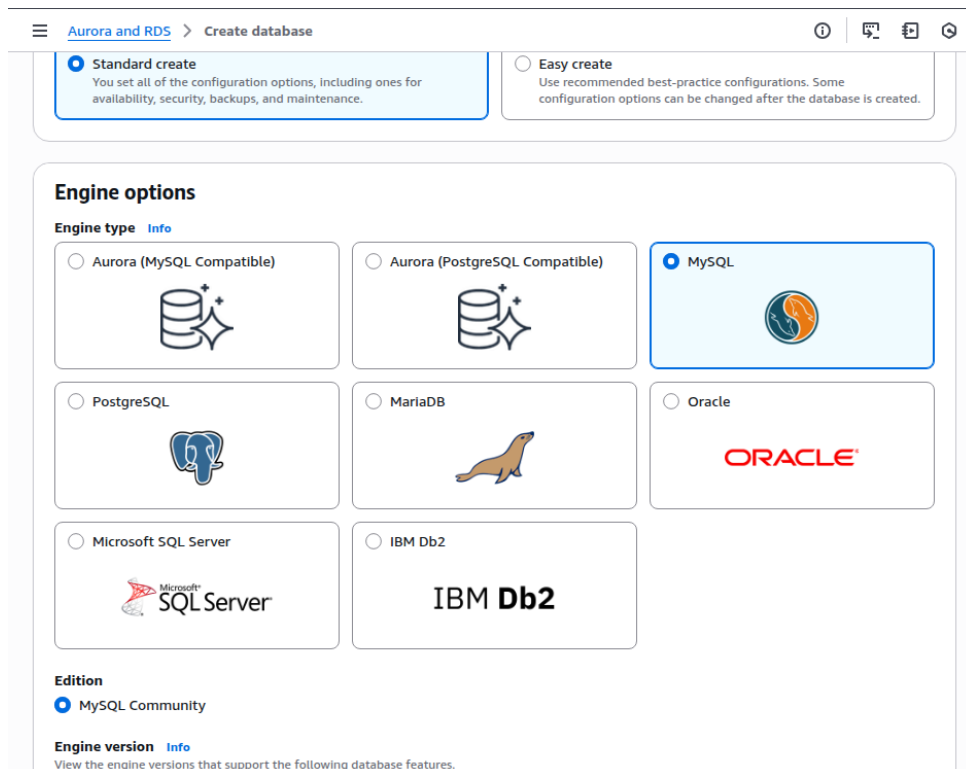 Aurora and RDS > Create database
Standard create
You set all of the configuration options, including ones for
availability, security, backups, and maintenance.
Easy create
Use recommended best-practice configurations. Some
configuration options can be changed after the database is created.
Engine options
Engine type Info
Aurora (MySQL Compatible)
Aurora (PostgreSQL Compatible)
MySQL
PostgreSQL
MariaDB
Oracle
ORACLE®
Microsoft SQL Server
Microsoft®
SQL Server
IBM Db2
IBM Db2
Edition
MySQL Community
Engine version Info
View the engine versions that support the following database features.